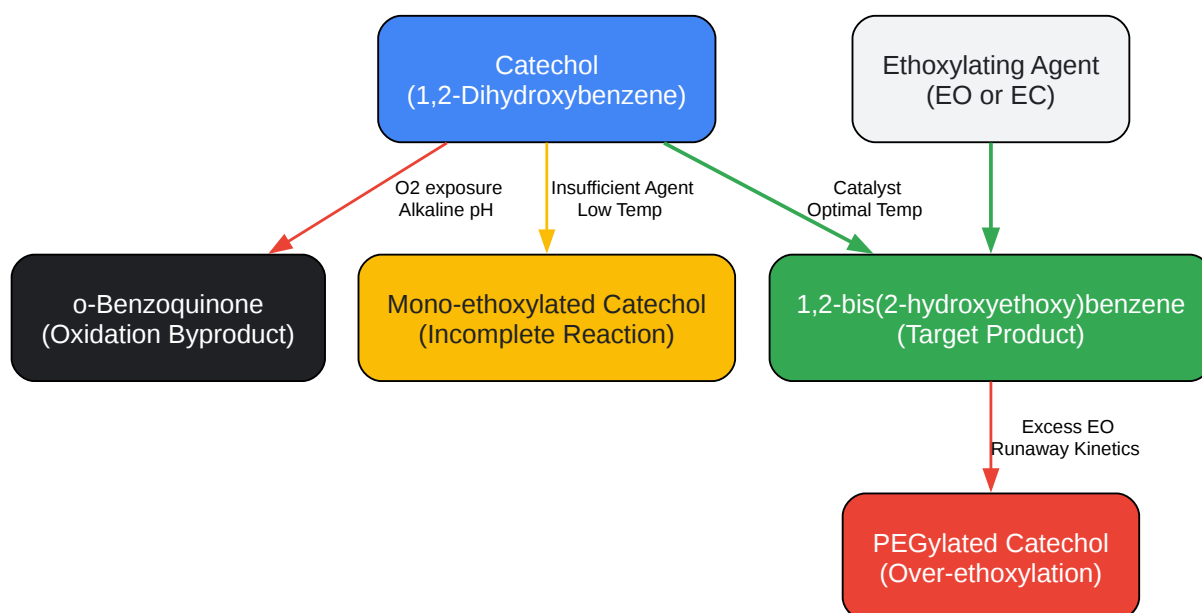 Catechol
(1,2-Dihydroxybenzene)
Ethoxylating Agent
(EO or EC)
O2 exposure
Alkaline pH
Insufficient Agent
Low Temp
Catalyst
Optimal Temp
o-Benzoquinone
(Oxidation Byproduct)
Mono-ethoxylated Catechol
(Incomplete Reaction)
1,2-bis(2-hydroxyethoxy)benzene
(Target Product)
Excess EO
Runaway Kinetics
PEGylated Catechol
(Over-ethoxylation)